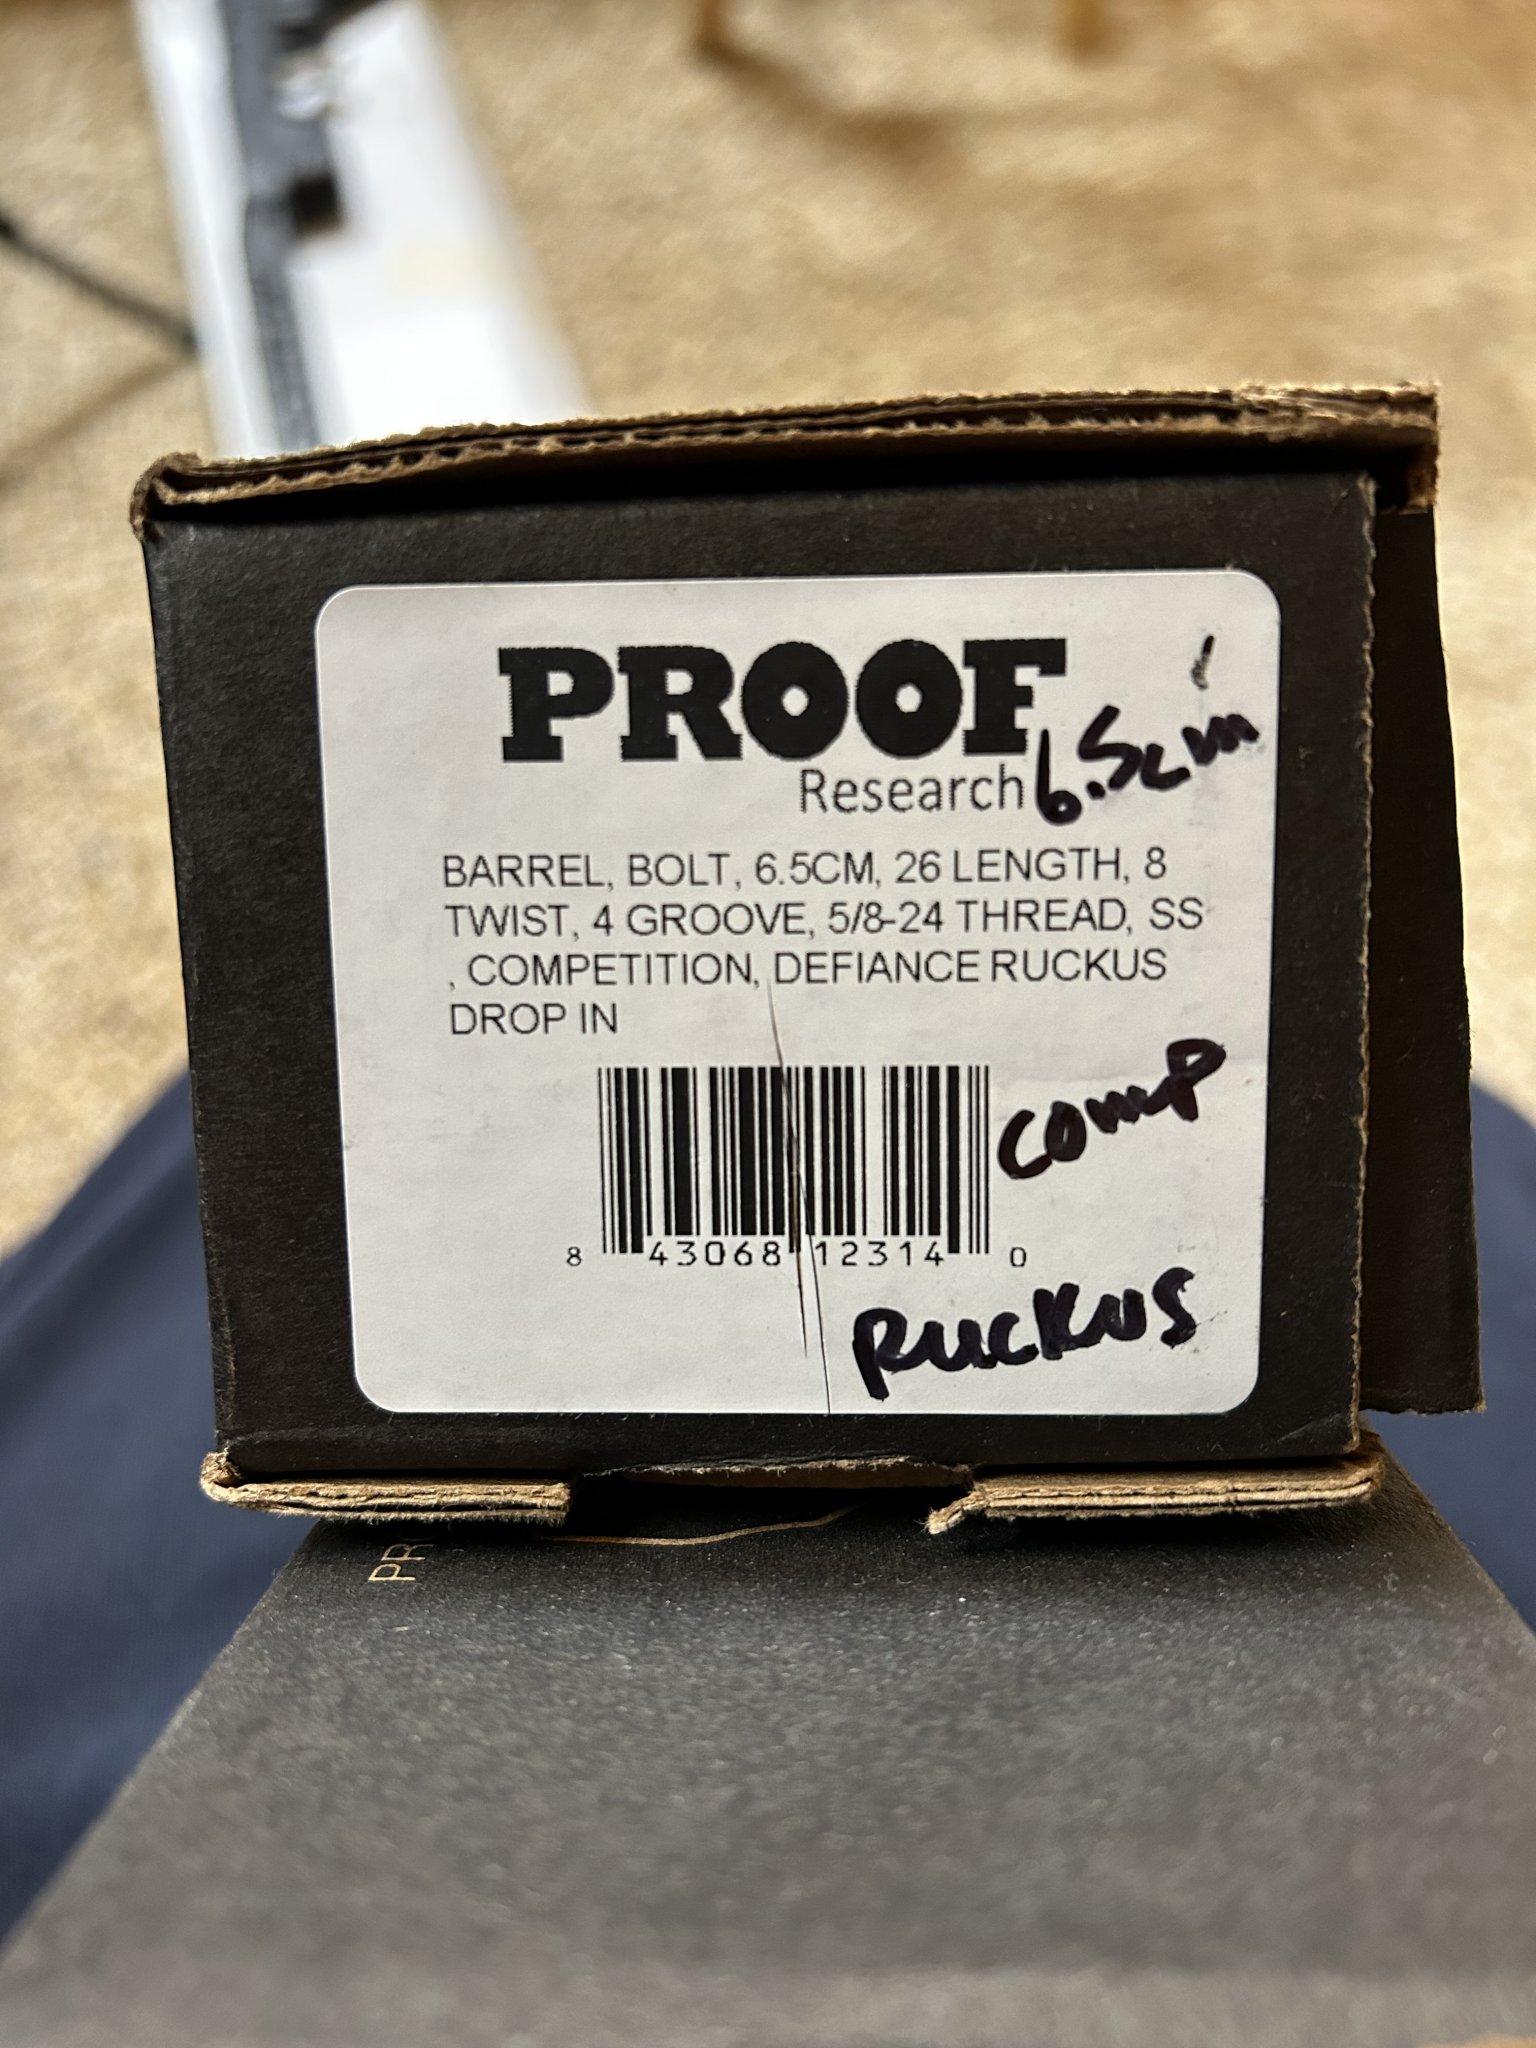 PROOF
Research
6.5cm
BARREL, BOLT, 6.5CM, 26 LENGTH, 8
TWIST, 4 GROOVE, 5/8-24 THREAD, SS
, COMPETITION, DEFIANCE RUCKUS
DROP IN
comp
8 43068 12314 0
RUCKUS
PR